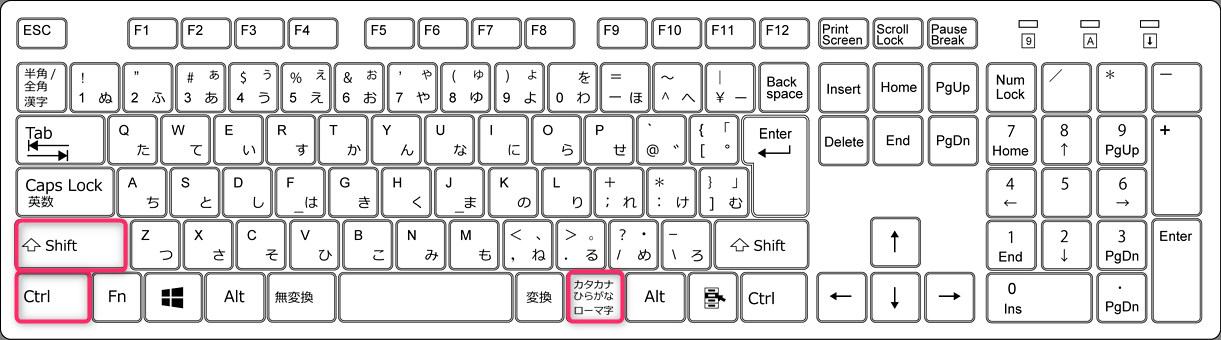 ESC F1 F2 F3 F4 F5 F6 F7 F8 F9 F10 F11 F12 Print Screen Scroll Lock Pause Break 9 A ⬇
半角/全角 漢字 ! 1 ぬ " 2 ふ # ぁ 3 あ $ ぅ 4 う % ぇ 5 え & ぉ 6 お ' ゃ 7 や ( ゅ 8 ゆ ) ょ 9 よ を 0 わ = ー ほ ～ ^ へ | ¥ ー Back space Insert Home PgUp Num Lock ／ * ー
Tab Q た W て E い R す T か Y ん U な I に O ら P せ ` @ ゛ { 「 [ ° Enter Delete End PgDn 7 Home 8 ↑ 9 PgUp +
Caps Lock 英数 A ち S と D し F _は G き H く J _ま K の L り + ; れ * : け } 」 ] む 4 ← 5 6 →
⇧ Shift Z つ X さ C そ V ひ B こ N み M も < 、 , ね > 。 . る ? ・ / め _ \ ろ ⇧ Shift ↑ 1 End 2 ↓ 3 PgDn Enter
Ctrl Fn Alt 無変換 変換 カタカナ ひらがな ローマ字 Alt Ctrl ← ↓ → 0 Ins . PgDn